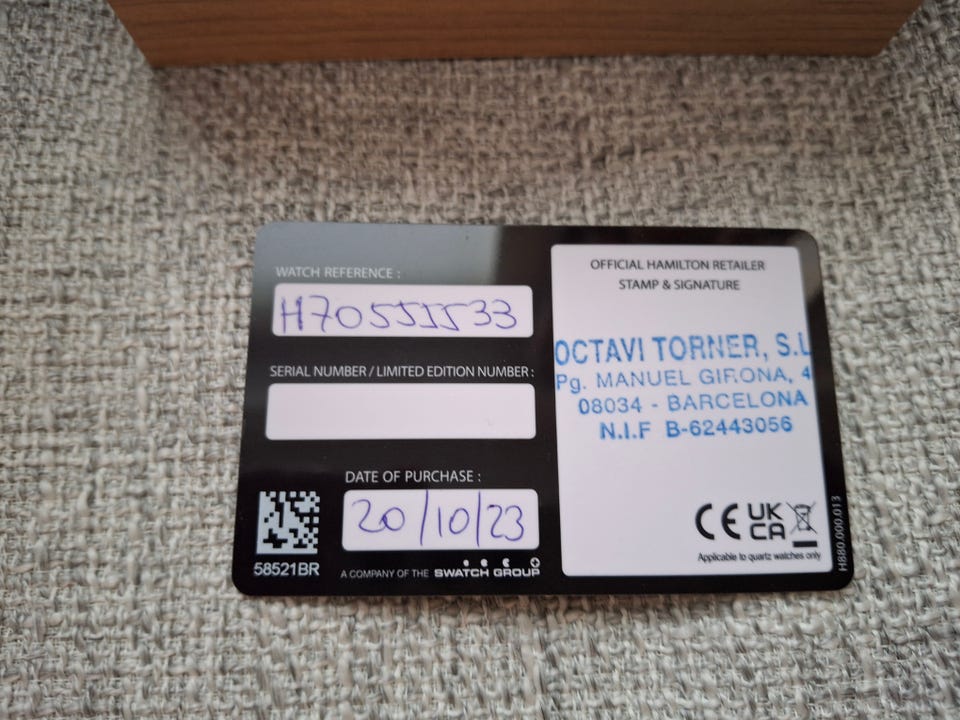 WATCH REFERENCE :
H70555533
SERIAL NUMBER / LIMITED EDITION NUMBER :
DATE OF PURCHASE :
20/10/23
58521BR
A COMPANY OF THE SWATCH GROUP
OFFICIAL HAMILTON RETAILER
STAMP & SIGNATURE
OCTAVI TORNER, S.L
Pg. MANUEL GIRONA, 4
08034 - BARCELONA
N.I.F B-62443056
CE UK CA
Applicable to quartz watches only
H880.000.013